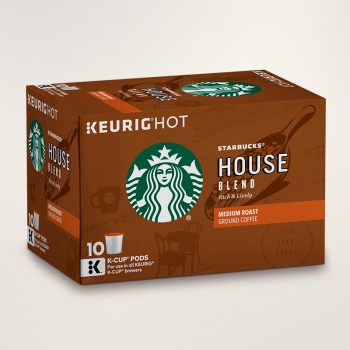 KEURIG HOT
STARBUCKS®
HOUSE
BLEND
Rich & Lively
MEDIUM ROAST
GROUND COFFEE
10
K-CUP® PODS
For use in all KEURIG®
K-CUP® brewers